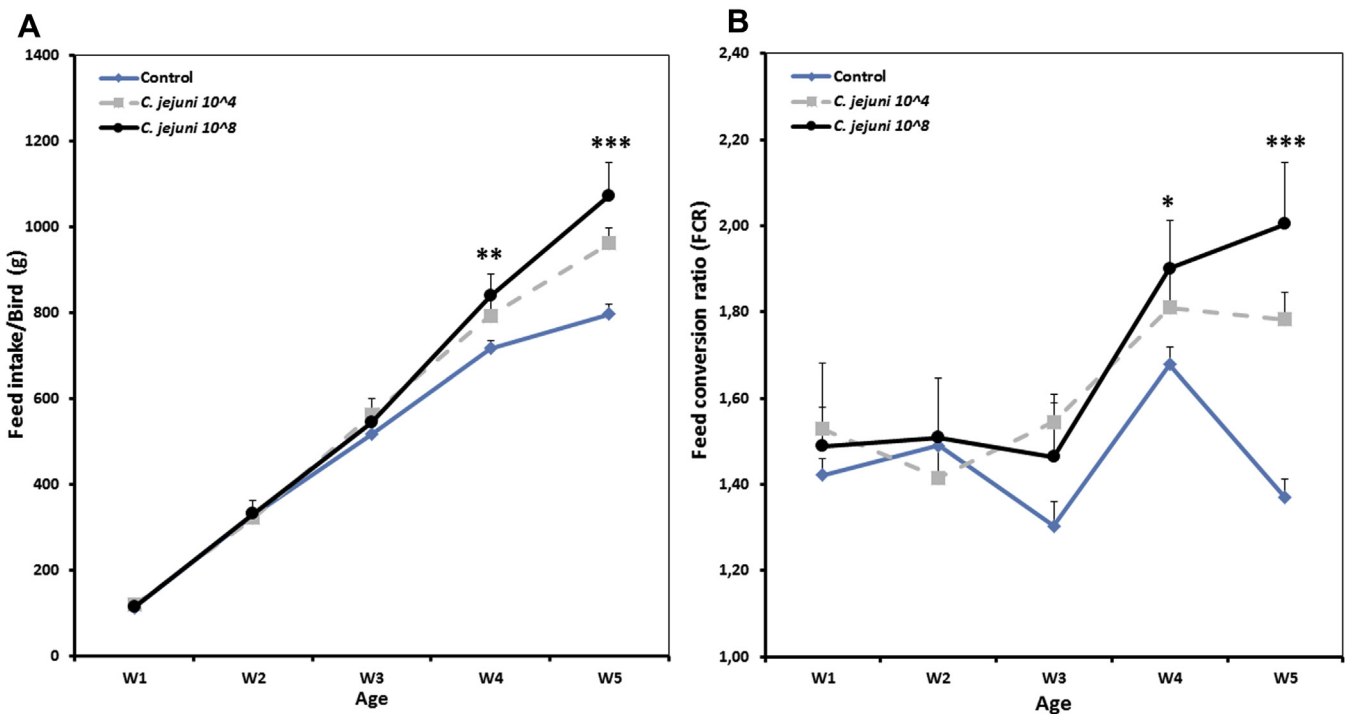 A
Feed intake/Bird (g)
1400
1200
1000
800
600
400
200
0
Control
C. jejuni 10^4
C. jejuni 10^8
**
***
W1 W2 W3 W4 W5
Age
B
Feed conversion ratio (FCR)
2,40
2,20
2,00
1,80
1,60
1,40
1,20
1,00
Control
C. jejuni 10^4
C. jejuni 10^8
*
***
W1 W2 W3 W4 W5
Age